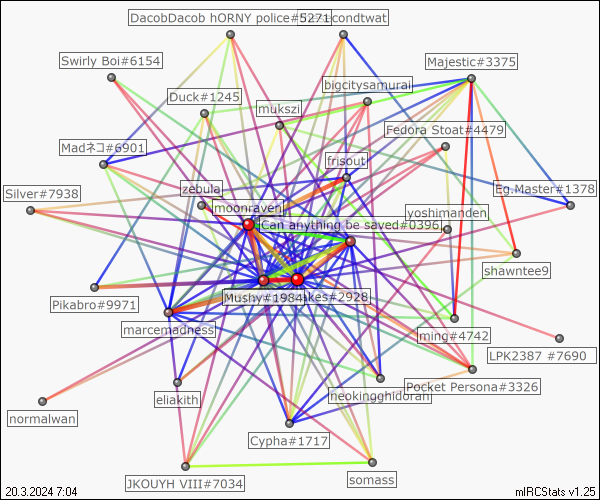 DacobDacob hORNY police#5271
econdtwat
Swirly Boi#6154
Majestic#3375
bigcitysamurai
Duck#1245
mukszi
Fedora Stoat#4479
Madネコ#6901
frisout
zebula
Eg.Master#1378
Silver#7938
moonraven
yoshimanden
Can anything be saved#0396
shawntee9
Mushy#1984
akes#2928
Pikabro#9971
marcemadness
ming#4742
LPK2387 #7690
Pocket Persona#3326
eliakith
neokingghidorah
normalwan
Cypha#1717
JKOUYH VIII#7034
somass
20.3.2024 7:04
mIRCStats v1.25